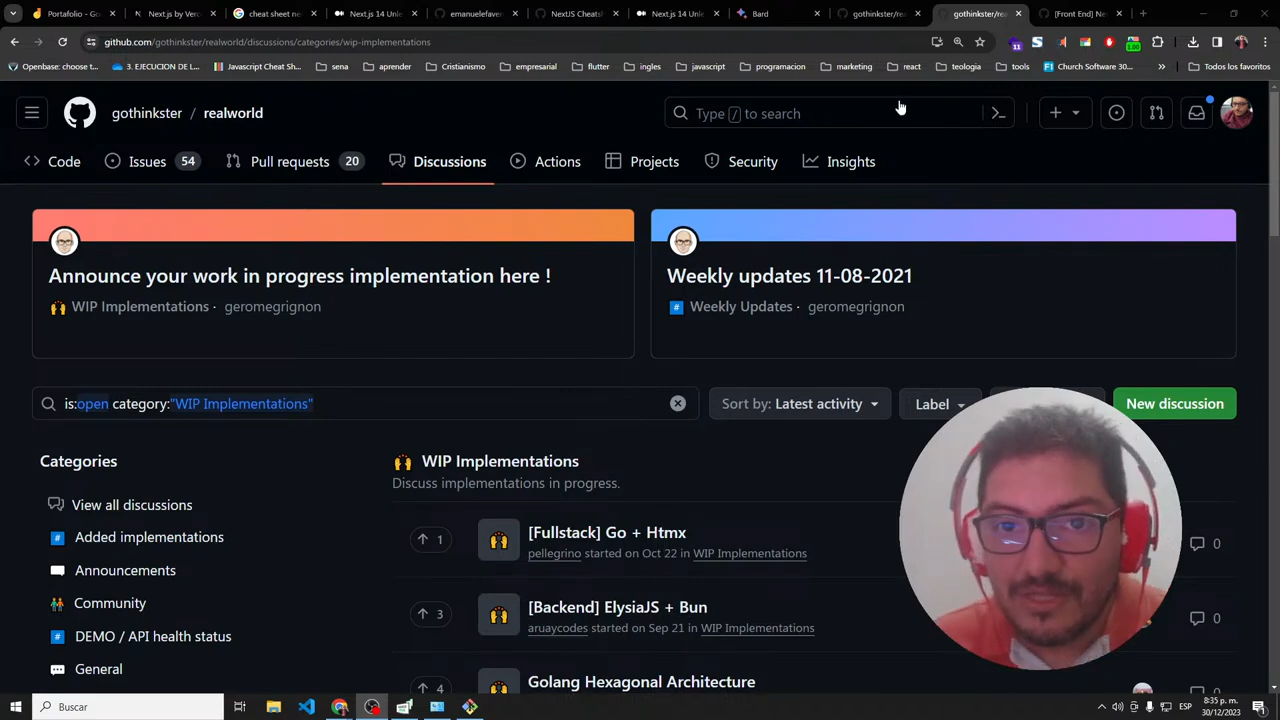 Portafolio - Go
Next.js by Verc
cheat sheet ne
Next.js 14 Unle
emanuelefaver
NextJS Cheatsh
Next.js 14 Unle
Bard
gothinkster/rea
gothinkster/re
[Front End] Ne
github.com/gothinkster/realworld/discussions/categories/wip-implementations
11
1.00
Openbase: choose t...
3. EJECUCION DE L...
Javascript Cheat Sh...
sena
aprender
Cristianismo
empresarial
flutter
ingles
javascript
programacion
marketing
react
teologia
tools
Church Software 30...
Todos los favoritos
gothinkster / realworld
Type / to search
Code
Issues 54
Pull requests 20
Discussions
Actions
Projects
Security
Insights
Announce your work in progress implementation here !
WIP Implementations · geromegrignon
Weekly updates 11-08-2021
# Weekly Updates · geromegrignon
is:open category:"WIP Implementations"
Sort by: Latest activity
Label
New discussion
Categories
View all discussions
# Added implementations
Announcements
Community
# DEMO / API health status
General
WIP Implementations
Discuss implementations in progress.
1
[Fullstack] Go + Htmx
pellegrino started on Oct 22 in WIP Implementations
0
3
[Backend] ElysiaJS + Bun
aruaycodes started on Sep 21 in WIP Implementations
0
4
Golang Hexagonal Architecture
Buscar
ESP
8:35 p. m.
30/12/2023